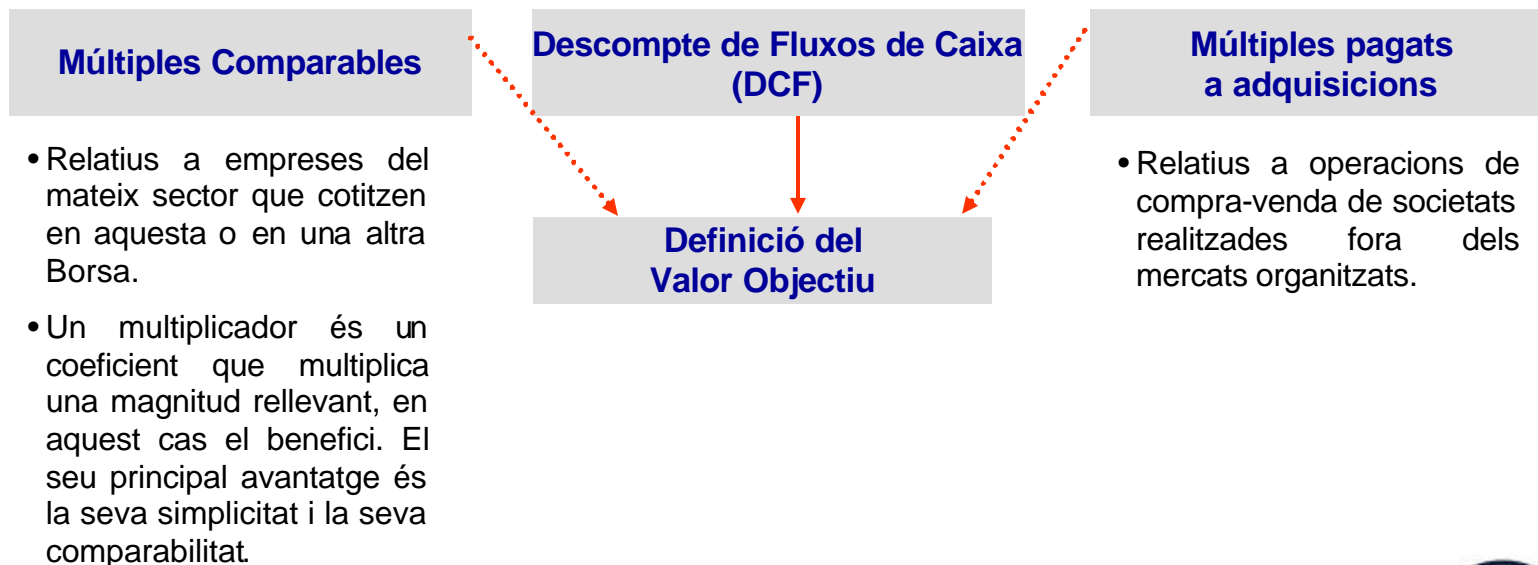 Múltiples Comparables
• Relatius a empreses del
mateix sector que cotitzen
en aquesta o en una altra
Borsa.
• Un multiplicador és un
coeficient que multiplica
una magnitud rellevant, en
aquest cas el benefici. El
seu principal avantatge és
la seva simplicitat i la seva
comparabilitat.
Descompte de Fluxos de Caixa
(DCF)
Definició del
Valor Objectiu
Múltiples pagats
a adquisicions
• Relatius a operacions de
compra-venda de societats
realitzades fora dels
mercats organitzats.